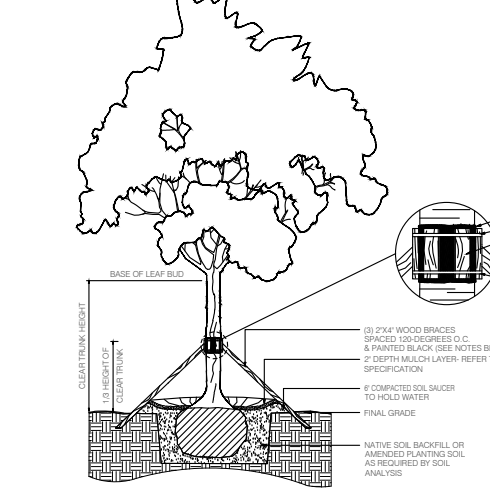 BASE OF LEAF BUD
CLEAR TRUNK HEIGHT
1/3 HEIGHT OF
CLEAR TRUNK
(3) 2"X4" WOOD BRACES
SPACED 120-DEGREES O.C.
& PAINTED BLACK (SEE NOTES
2" DEPTH MULCH LAYER- REFER
SPECIFICATION
6" COMPACTED SOIL SAUCER
TO HOLD WATER
FINAL GRADE
NATIVE SOIL BACKFILL OR
AMENDED PLANTING SOIL
AS REQUIRED BY SOIL
ANALYSIS